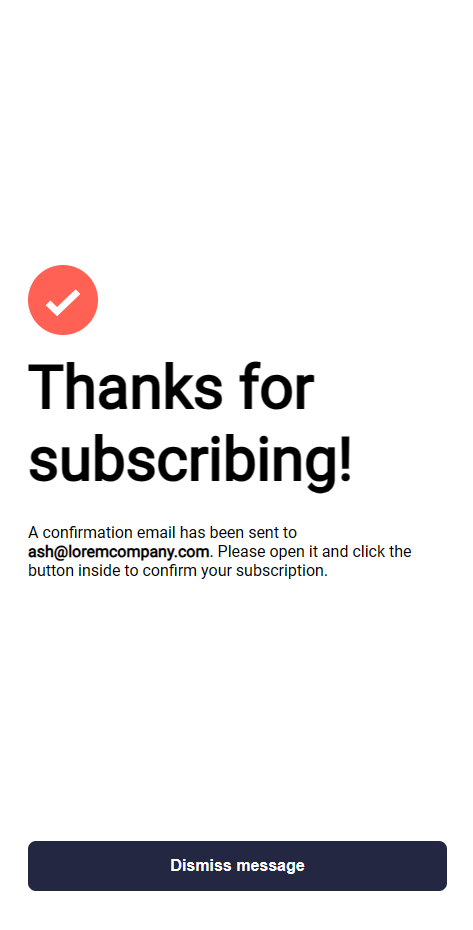 Thanks for
subscribing!
A confirmation email has been sent to
ash@loremcompany.com. Please open it and click the
button inside to confirm your subscription.
Dismiss message